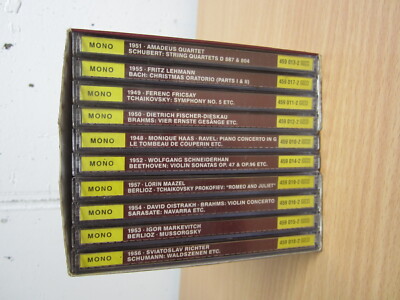 MONO
1951 · AMADEUS QUARTET
SCHUBERT: STRING QUARTETS D 887 & 804
MONO
1955 · FRITZ LEHMANN
BACH: CHRISTMAS ORATORIO (PARTS I & II)
MONO
1949 · FERENC FRICSAY
TCHAIKOVSKY: SYMPHONY NO. 5 ETC.
MONO
1950 · DIETRICH FISCHER-DIESKAU
BRAHMS: VIER ERNSTE GESÄNGE ETC.
MONO
1948 · MONIQUE HAAS · RAVEL: PIANO CONCERTO IN G
LE TOMBEAU DE COUPERIN ETC.
MONO
1952 · WOLFGANG SCHNEIDERHAN
BEETHOVEN: VIOLIN SONATAS OP. 47 & OP. 96 ETC.
MONO
1957 · LORIN MAAZEL
BERLIOZ · TCHAIKOVSKY PROKOFIEV: "ROMEO AND JULIET"
MONO
1954 · DAVID OISTRAKH · BRAHMS: VIOLIN CONCERTO
SARASATE: NAVARRA ETC.
MONO
1953 · IGOR MARKEVITCH
BERLIOZ · MUSSORGSKY
MONO
1956 · SVIATOSLAV RICHTER
SCHUMANN: WALDSZENEN ETC.